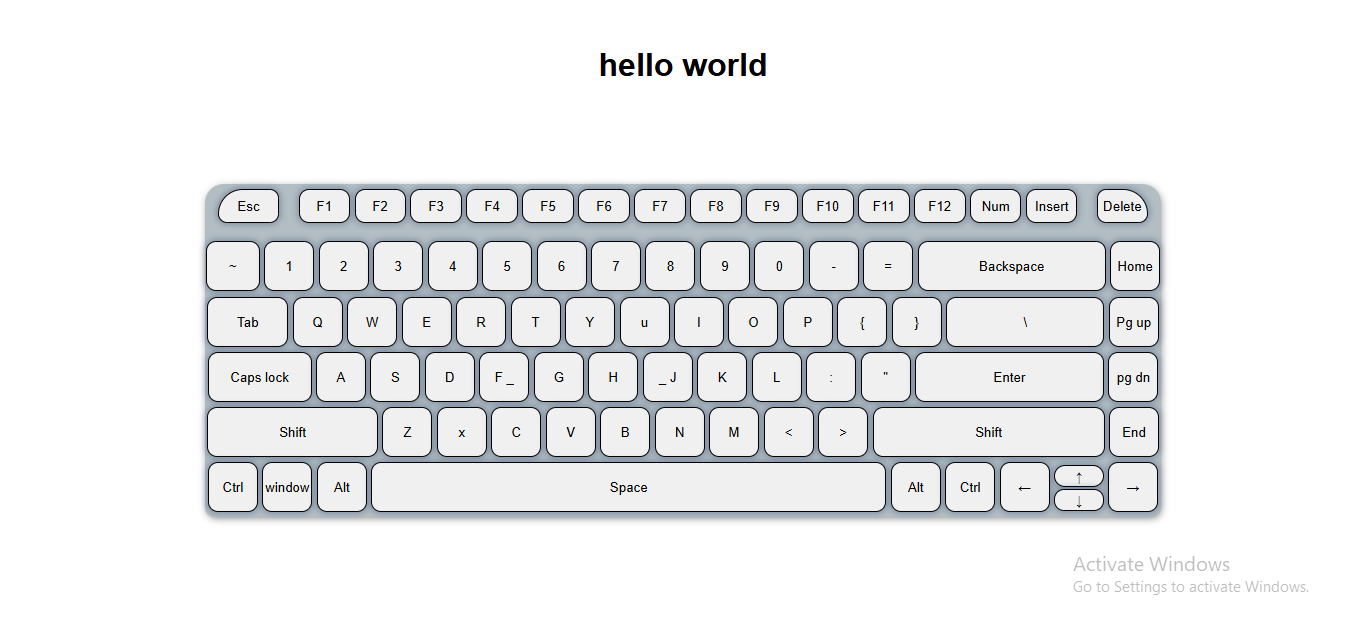 hello world
Esc F1 F2 F3 F4 F5 F6 F7 F8 F9 F10 F11 F12 Num Insert Delete
~ 1 2 3 4 5 6 7 8 9 0 - = Backspace Home
Tab Q W E R T Y u I O P { } \ Pg up
Caps lock A S D F _ G H _ J K L : " Enter pg dn
Shift Z x C V B N M < > Shift End
Ctrl window Alt Space Alt Ctrl ← ↑ ↓ →
Activate Windows
Go to Settings to activate Windows.